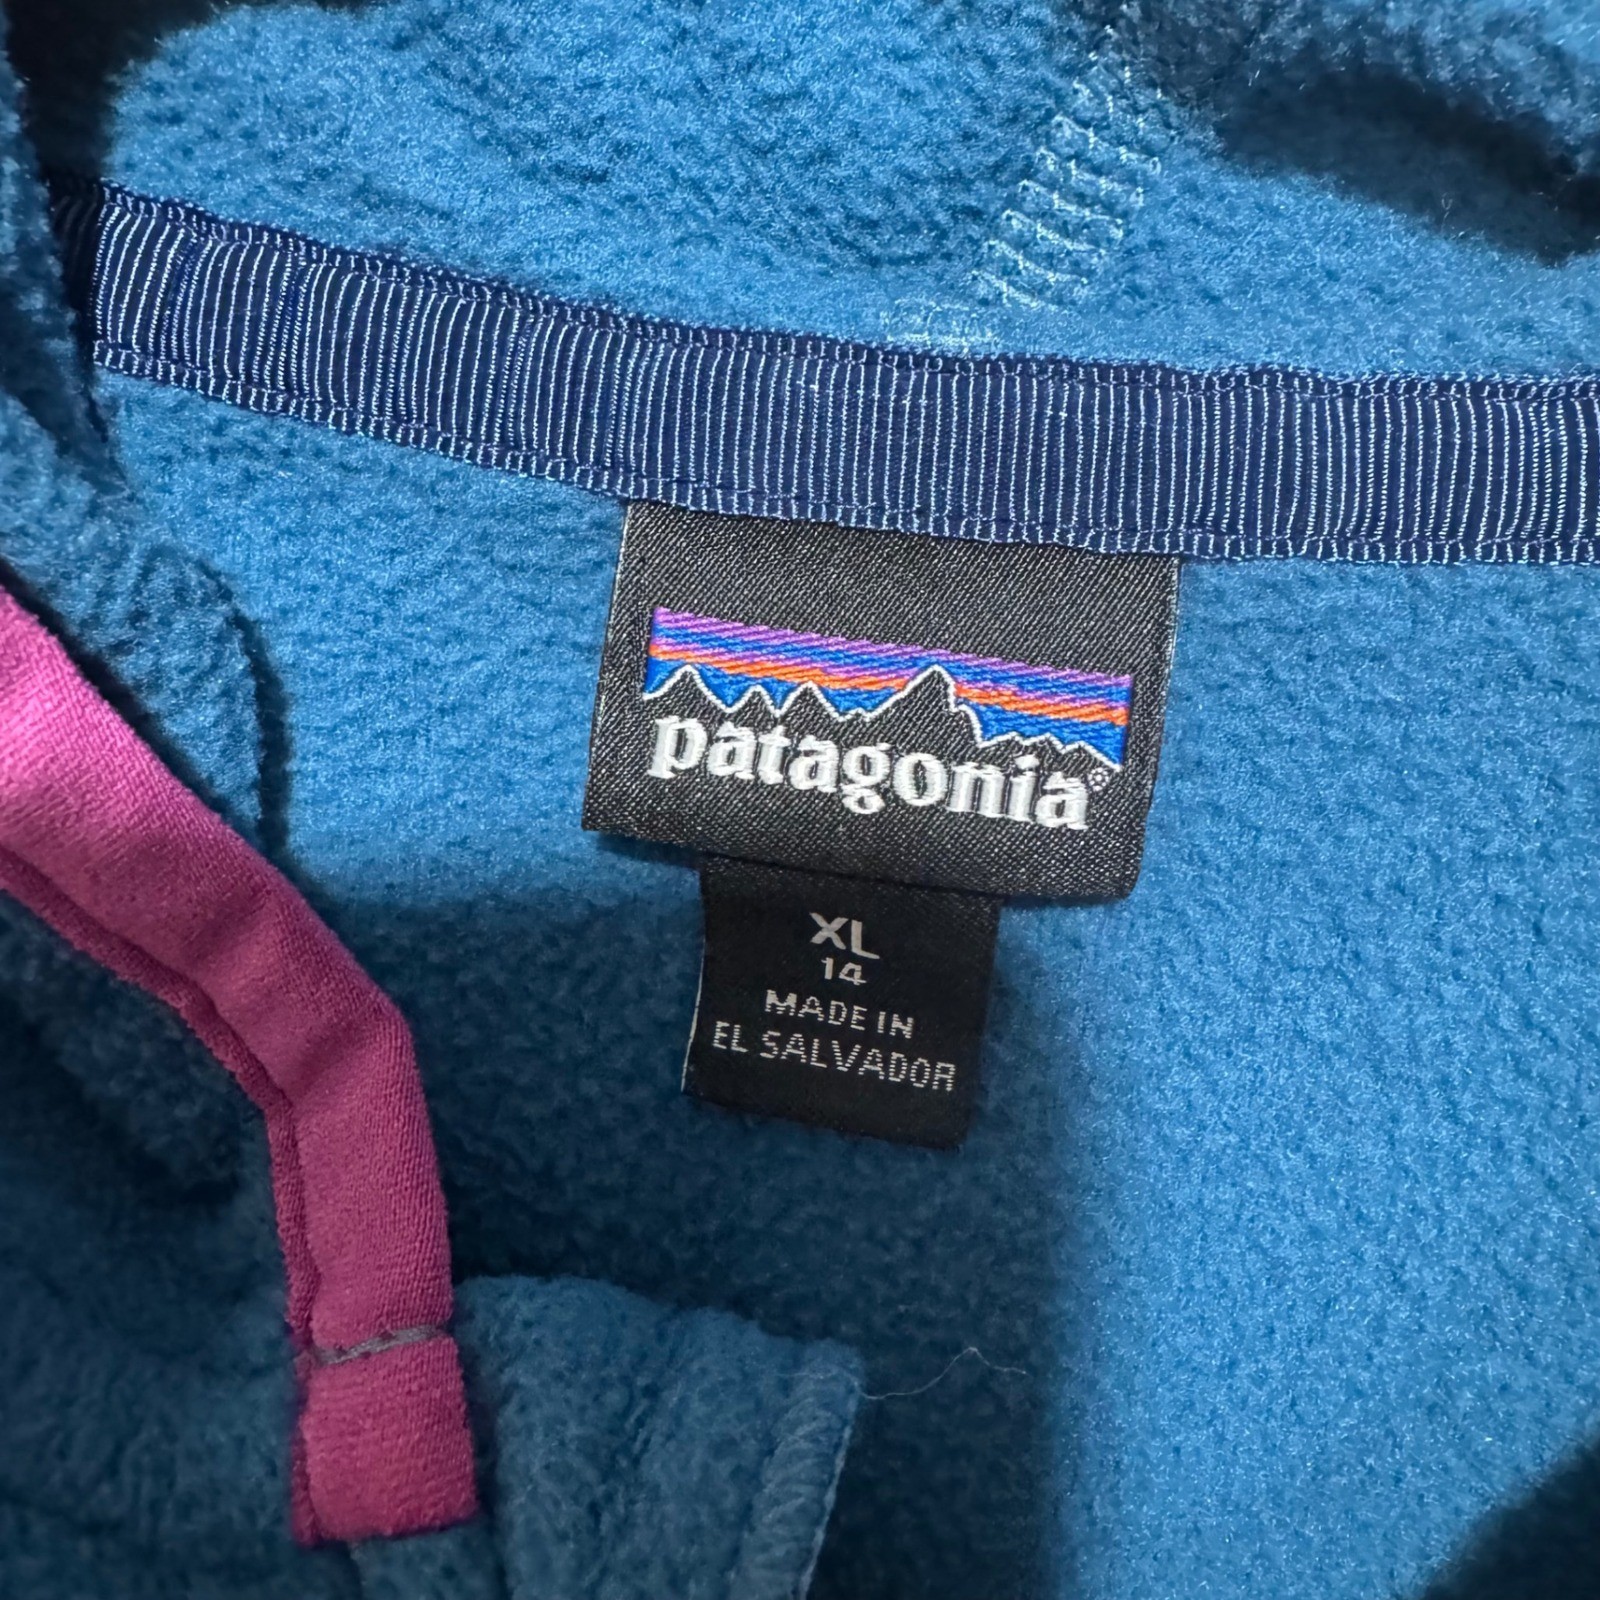 patagonia®
XL
14
MADE IN
EL SALVADOR